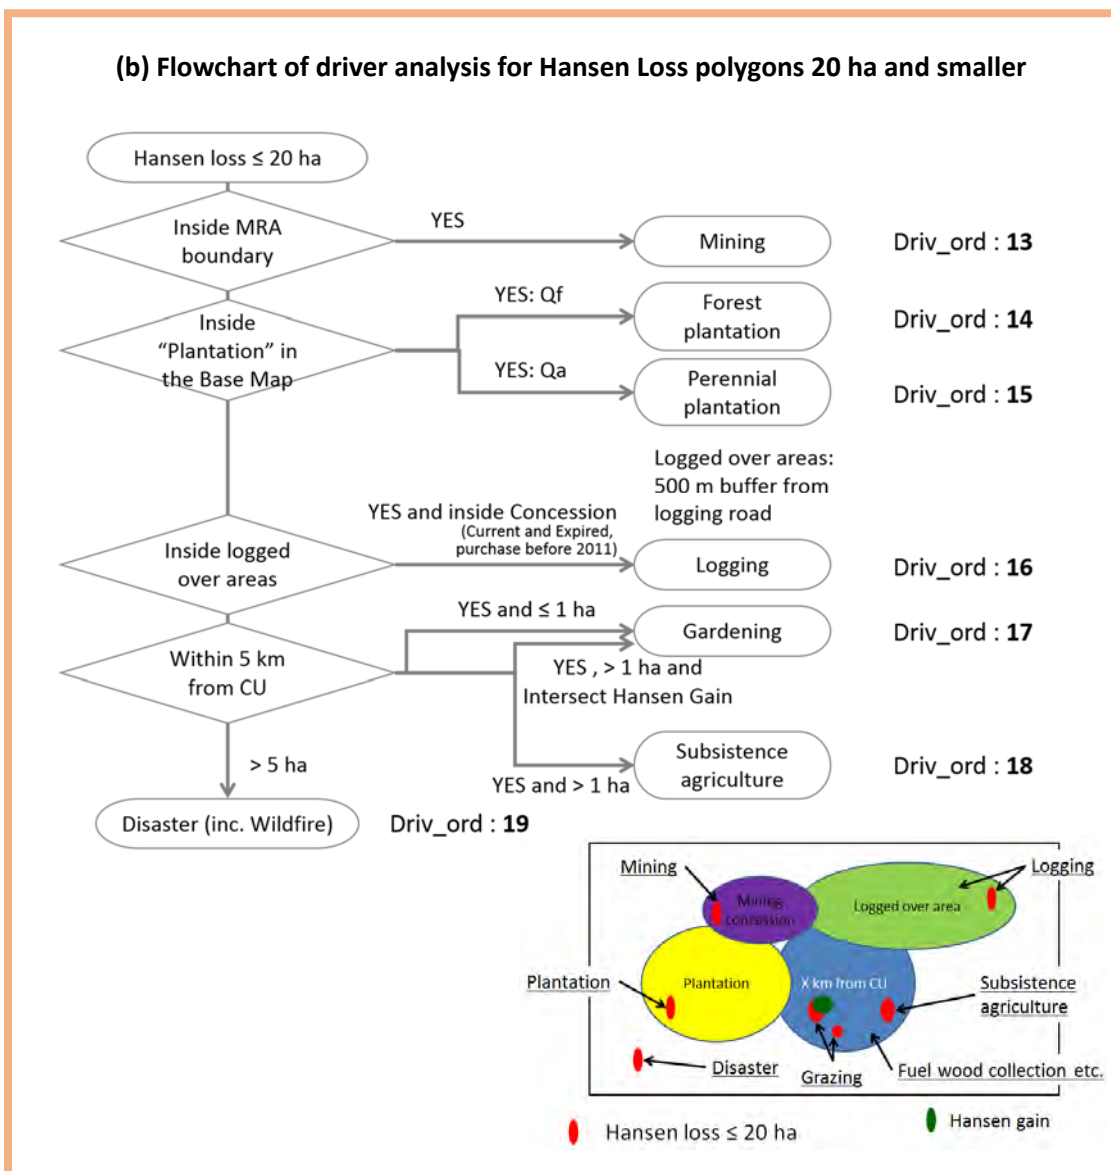 (b) Flowchart of driver analysis for Hansen Loss polygons 20 ha and smaller
Hansen loss ≤ 20 ha
Inside MRA
boundary
YES
Mining
Driv_ord : 13
Inside
“Plantation” in
the Base Map
YES: Qf
Forest
plantation
Driv_ord : 14
YES: Qa
Perennial
plantation
Driv_ord : 15
Logged over areas:
500 m buffer from
logging road
YES and inside Concession
(Current and Expired,
purchase before 2011)
Inside logged
over areas
Logging
Driv_ord : 16
YES and ≤ 1 ha
Gardening
Driv_ord : 17
Within 5 km
from CU
YES , > 1 ha and
Intersect Hansen Gain
> 5 ha
YES and > 1 ha
Subsistence
agriculture
Driv_ord : 18
Disaster (inc. Wildfire)
Driv_ord : 19
Mining
Logging
Mining
concession
Logged over area
Plantation
Plantation
X km from CU
Subsistence
agriculture
Disaster
Grazing
Fuel wood collection etc.
Hansen loss ≤ 20 ha
Hansen gain